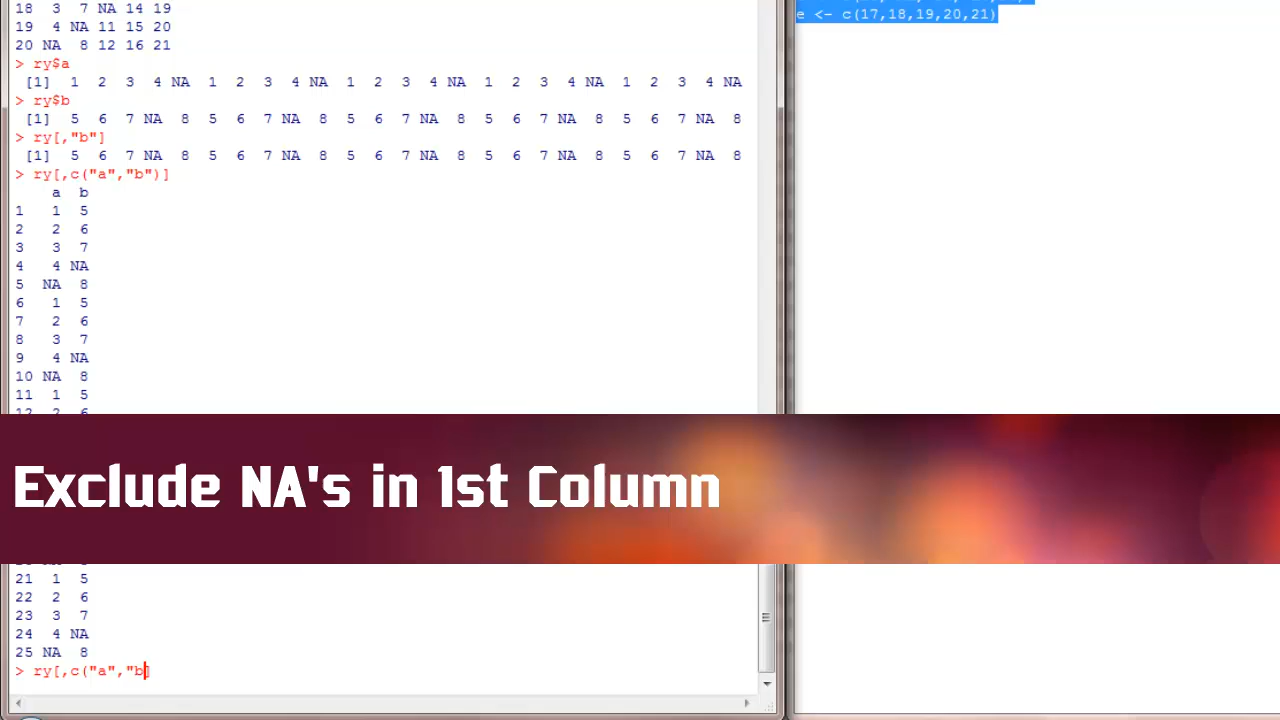 18 3 7 NA 14 19
19 4 NA 11 15 20
20 NA 8 12 16 21
> ry$a
[1] 1 2 3 4 NA 1 2 3 4 NA 1 2 3 4 NA 1 2 3 4 NA 1 2 3 4 NA
> ry$b
[1] 5 6 7 NA 8 5 6 7 NA 8 5 6 7 NA 8 5 6 7 NA 8 5 6 7 NA 8
> ry[,"b"]
[1] 5 6 7 NA 8 5 6 7 NA 8 5 6 7 NA 8 5 6 7 NA 8 5 6 7 NA 8
> ry[,c("a","b")]
a b
1 1 5
2 2 6
3 3 7
4 4 NA
5 NA 8
6 1 5
7 2 6
8 3 7
9 4 NA
10 NA 8
11 1 5
12 2 6
Exclude NA's in 1st Column
21 1 5
22 2 6
23 3 7
24 4 NA
25 NA 8
> ry[,c("a","b]
e <- c(17,18,19,20,21)